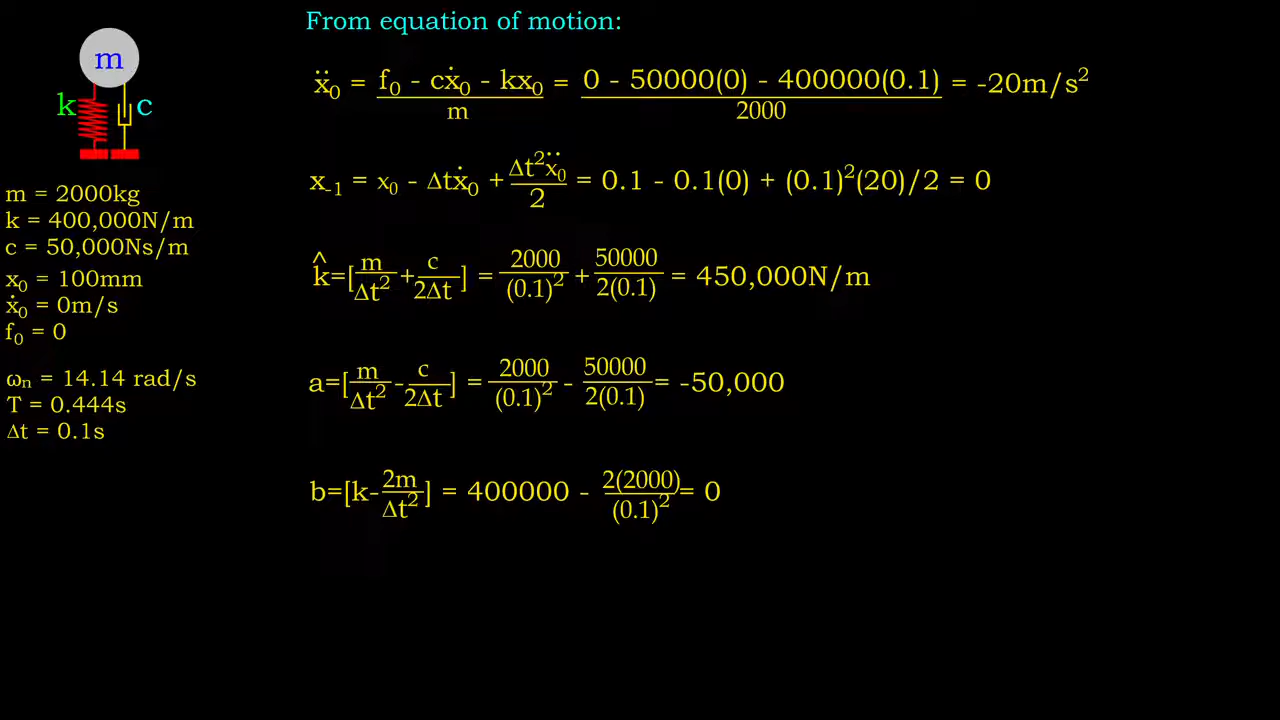 From equation of motion:
m
k c
ẍ₀ = (f₀ - cẋ₀ - kx₀)/m = (0 - 50000(0) - 400000(0.1))/2000 = -20m/s²
x₋₁ = x₀ - Δtẋ₀ + Δt²ẍ₀/2 = 0.1 - 0.1(0) + (0.1)²(20)/2 = 0
m = 2000kg
k = 400,000N/m
c = 50,000Ns/m
x₀ = 100mm
ẋ₀ = 0m/s
f₀ = 0
ωₙ = 14.14 rad/s
T = 0.444s
Δt = 0.1s
k̂=[m/Δt²+c/2Δt] = 2000/(0.1)² + 50000/2(0.1) = 450,000N/m
a=[m/Δt²-c/2Δt] = 2000/(0.1)² - 50000/2(0.1) = -50,000
b=[k-2m/Δt²] = 400000 - 2(2000)/(0.1)² = 0